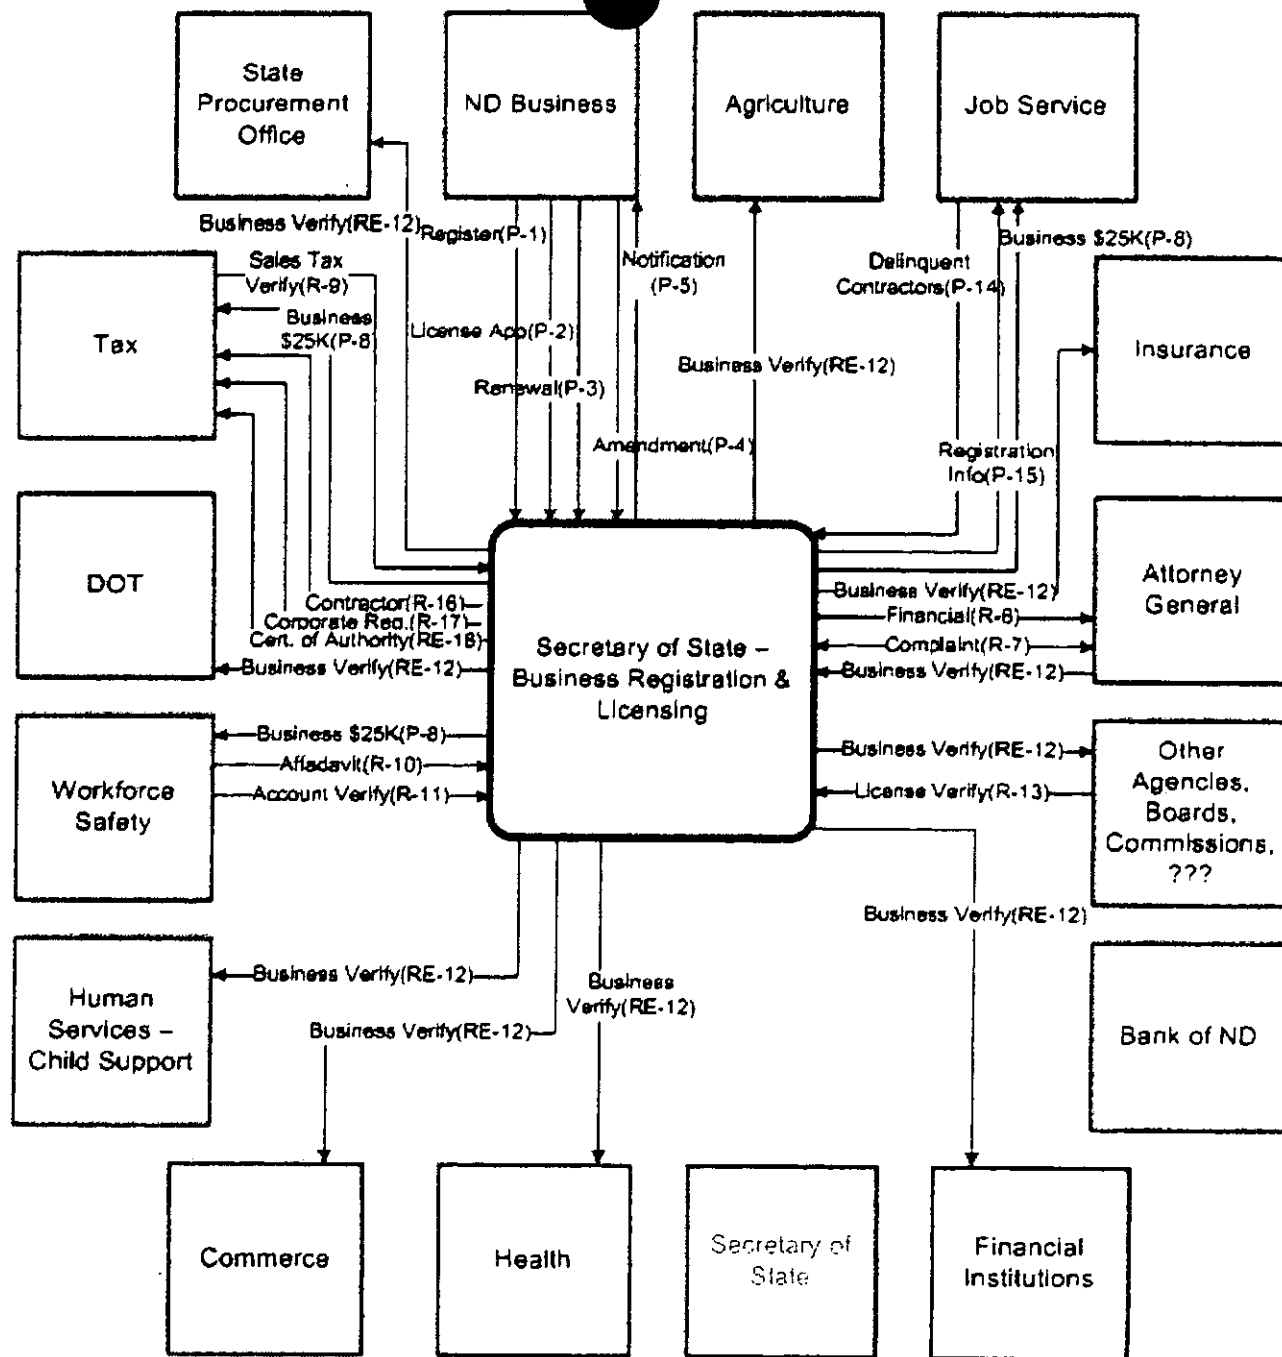 State
Procurement
Office
ND Business
Agriculture
Job Service
Business Verify(RE-12)
Register(P-1)
Notification
(P-5)
Delinquent
Contractors(P-14)
Business $25K(P-8)
Tax
Sales Tax
Verify(R-9)
Business
$25K(P-8
License App(P-2)
Renewal(P-3)
Amendment(P-4)
Business Verify(RE-12)
Registration
Info(P-15)
Insurance
DOT
Contractor(R-16)
Corporate Reg.(R-17)
Cert. of Authority(RE-18)
Business Verify(RE-12)
Secretary of State –
Business Registration &
Licensing
Business Verify(RE-12)
Financial(R-6)
Complaint(R-7)
Business Verify(RE-12)
Attorney
General
Workforce
Safety
Business $25K(P-8)
Affadavit(R-10)
Account Verify(R-11)
Business Verify(RE-12)
License Verify(R-13)
Other
Agencies,
Boards,
Commissions,
???
Business Verify(RE-12)
Human
Services –
Child Support
Business Verify(RE-12)
Business Verify(RE-12)
Business
Verify(RE-12)
Bank of ND
Commerce
Health
Secretary of
State
Financial
Institutions